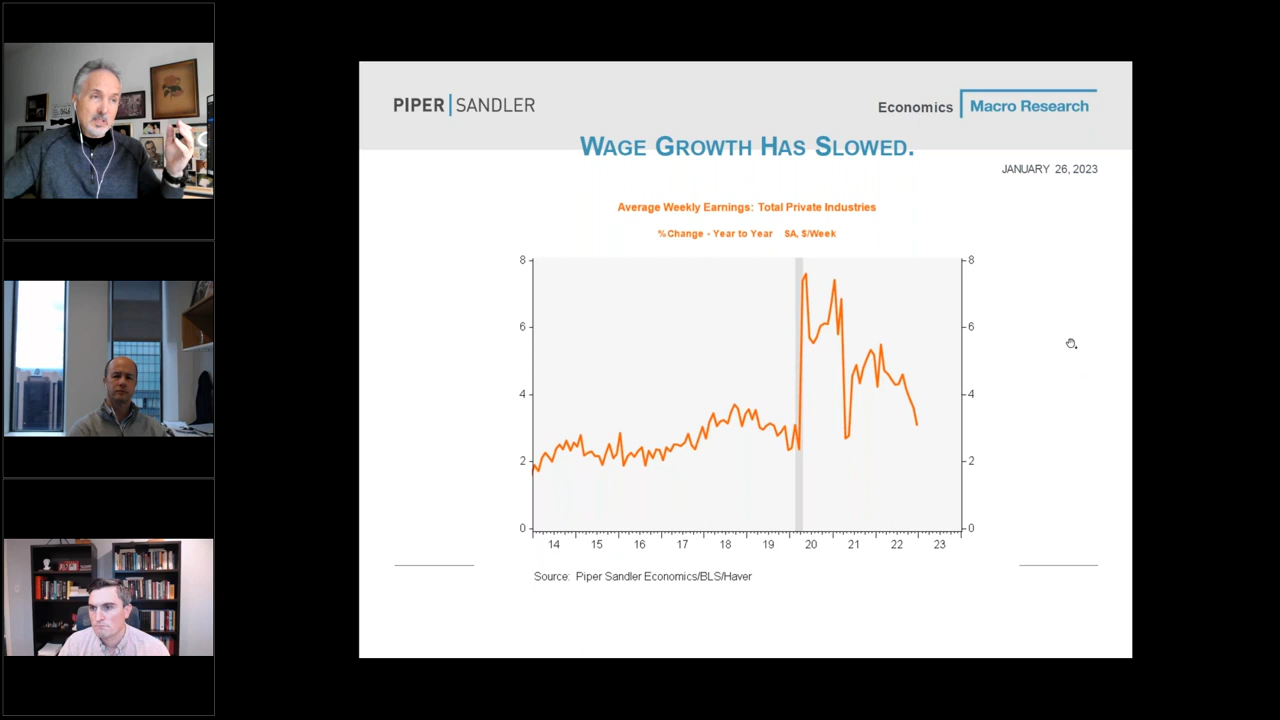 PIPER|SANDLER
Economics Macro Research
WAGE GROWTH HAS SLOWED.
JANUARY 26, 2023
Average Weekly Earnings: Total Private Industries
%Change - Year to Year SA, $/Week
8 8
6 6
4 4
2 2
0 0
14 15 16 17 18 19 20 21 22 23
Source: Piper Sandler Economics/BLS/Haver